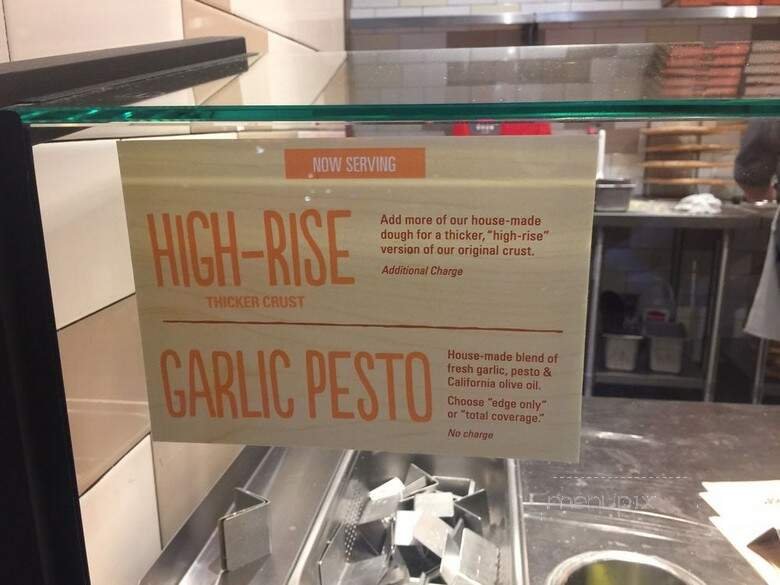 NOW SERVING
HIGH-RISE
THICKER CRUST
Add more of our house-made
dough for a thicker, "high-rise"
version of our original crust.
Additional Charge
GARLIC PESTO
House-made blend of
fresh garlic, pesto &
California olive oil.
Choose "edge only"
or "total coverage."
No charge
menupix